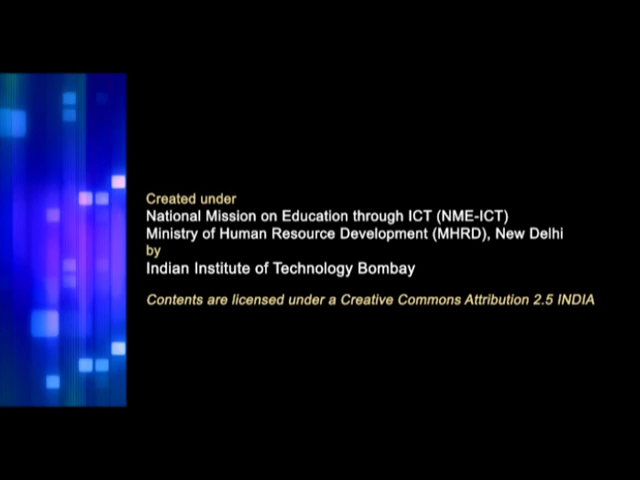 Created under
National Mission on Education through ICT (NME-ICT)
Ministry of Human Resource Development (MHRD), New Delhi
by
Indian Institute of Technology Bombay
Contents are licensed under a Creative Commons Attribution 2.5 INDIA